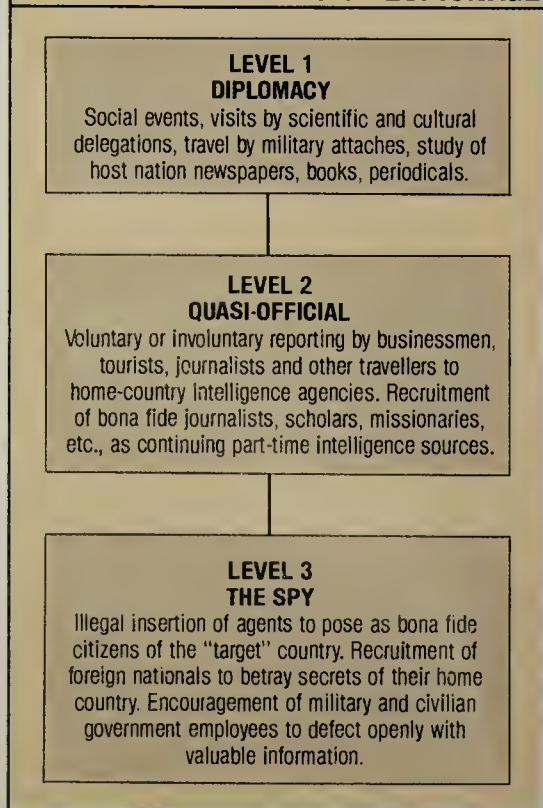 LEVEL 1
DIPLOMACY
Social events, visits by scientific and cultural
delegations, travel by military attaches, study of
host nation newspapers, books, periodicals.
LEVEL 2
QUASI-OFFICIAL
Voluntary or involuntary reporting by businessmen,
tourists, journalists and other travellers to
home-country Intelligence agencies. Recruitment
of bona fide journalists, scholars, missionaries,
etc., as continuing part-time intelligence sources.
LEVEL 3
THE SPY
Illegal insertion of agents to pose as bona fide
citizens of the "target" country. Recruitment of
foreign nationals to betray secrets of their home
country. Encouragement of military and civilian
government employees to defect openly with
valuable information.